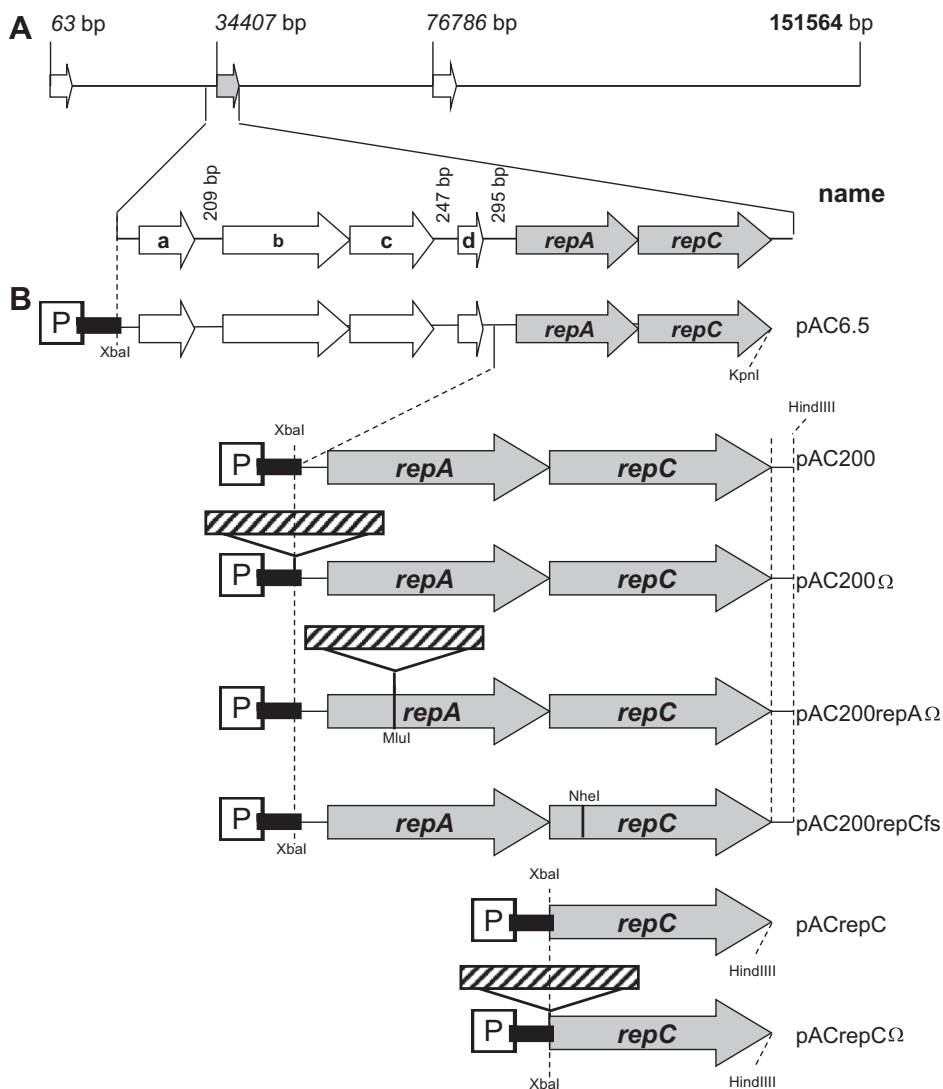 A 63 bp 34407 bp 76786 bp 151564 bp
209 bp 247 bp 295 bp name
a b c d repA repC
B P repA repC pAC6.5
XbaI KpnI
XbaI HindIIII
P repA repC pAC200
P repA repC pAC200Ω
P repA repC pAC200repAΩ
MluI
NheI
P repA repC pAC200repCfs
XbaI
XbaI
P repC pACrepC
HindIIII
P repC pACrepCΩ
XbaI HindIIII